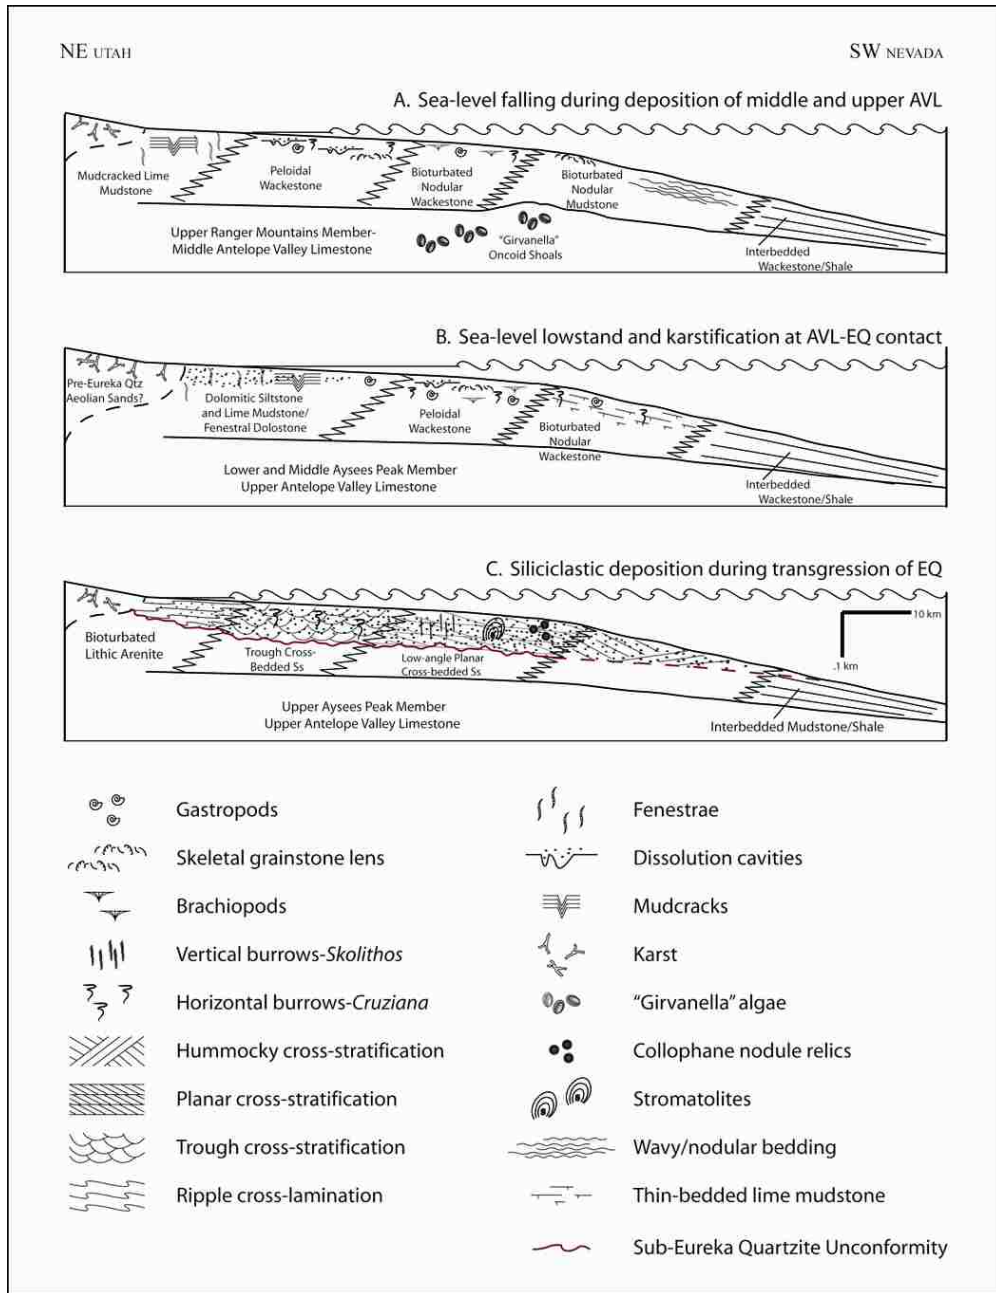 NE UTAH
SW NEVADA
A. Sea-level falling during deposition of middle and upper AVL
Mudcracked Lime
Mudstone
Peloidal
Wackestone
Bioturbated
Nodular
Wackestone
Bioturbated
Nodular
Mudstone
Upper Ranger Mountains Member-
Middle Antelope Valley Limestone
"Girvanella"
Oncoid Shoals
Interbedded
Wackestone/Shale
B. Sea-level lowstand and karstification at AVL-EQ contact
Pre-Eureka Qtz
Aeolian Sands?
Dolomitic Siltstone
and Lime Mudstone/
Fenestral Dolostone
Peloidal
Wackestone
Bioturbated
Nodular
Wackestone
Lower and Middle Aysees Peak Member
Upper Antelope Valley Limestone
Interbedded
Wackestone/Shale
C. Siliciclastic deposition during transgression of EQ
10 km
.1 km
Bioturbated
Lithic Arenite
Trough Cross-
Bedded Ss
Low-angle Planar
Cross-bedded Ss
Upper Aysees Peak Member
Upper Antelope Valley Limestone
Interbedded Mudstone/Shale
Gastropods
Skeletal grainstone lens
Brachiopods
Vertical burrows-Skolithos
Horizontal burrows-Cruziana
Hummocky cross-stratification
Planar cross-stratification
Trough cross-stratification
Ripple cross-lamination
Fenestrae
Dissolution cavities
Mudcracks
Karst
"Girvanella" algae
Collophane nodule relics
Stromatolites
Wavy/nodular bedding
Thin-bedded lime mudstone
Sub-Eureka Quartzite Unconformity